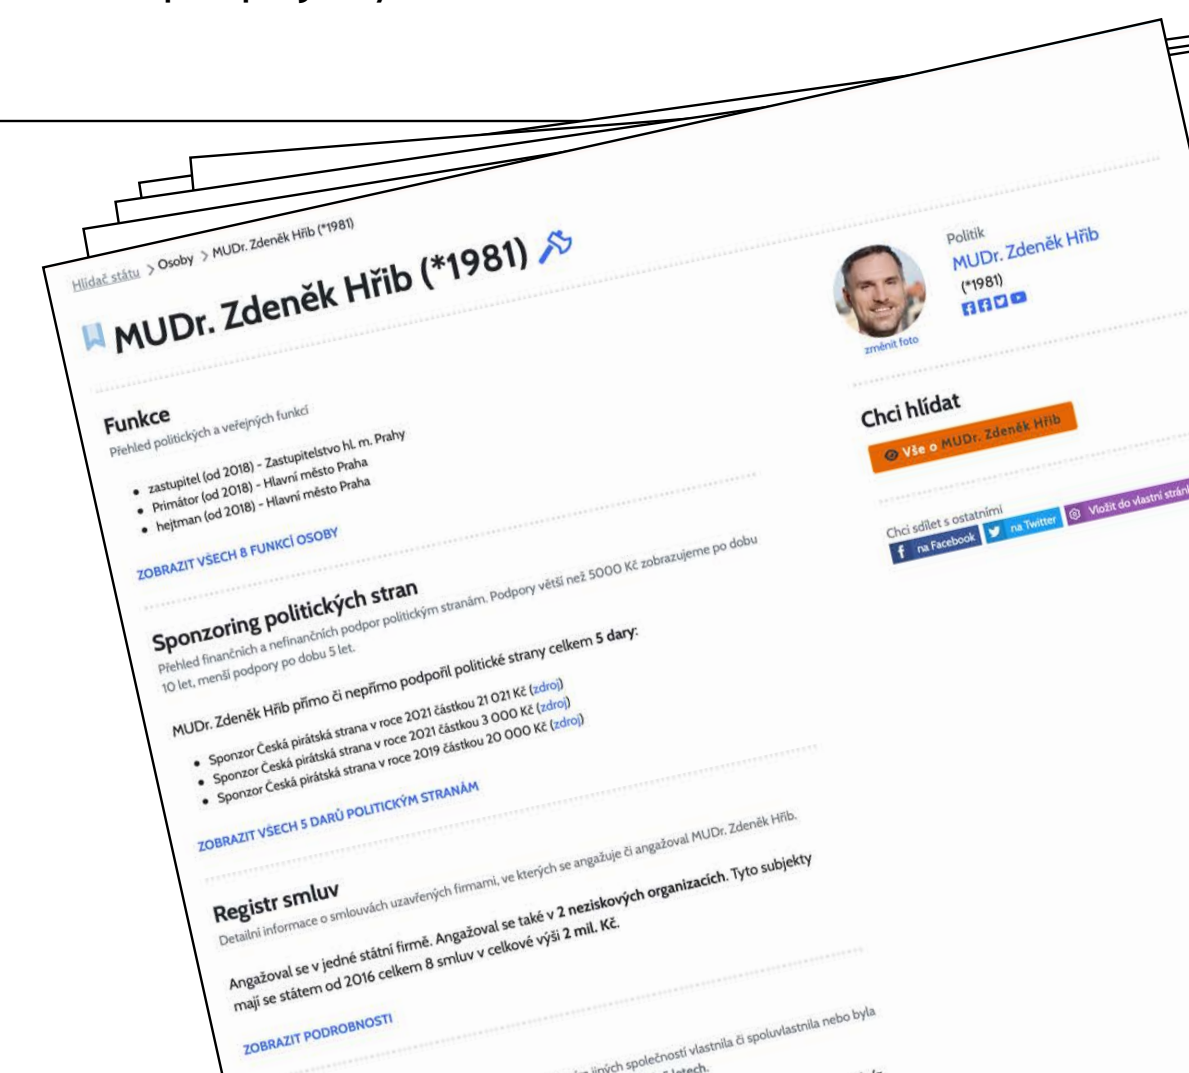 Hlídač státu > Osoby > MUDr. Zdeněk Hřib (*1981)
MUDr. Zdeněk Hřib (*1981)
Funkce
Přehled politických a veřejných funkcí
• zastupitel (od 2018) - Zastupitelstvo hl. m. Prahy
• Primátor (od 2018) - Hlavní město Praha
• hejtman (od 2018) - Hlavní město Praha
ZOBRAZIT VŠECH 8 FUNKCÍ OSOBY
Sponzoring politických stran
Přehled finančních a nefinančních podpor politickým stranám. Podpory větší než 5000 Kč zobrazujeme po dobu
10 let, menší podpory po dobu 5 let.
MUDr. Zdeněk Hřib přímo či nepřímo podpořil politické strany celkem 5 dary:
• Sponzor Česká pirátská strana v roce 2021 částkou 21 021 Kč (zdroj)
• Sponzor Česká pirátská strana v roce 2021 částkou 3 000 Kč (zdroj)
• Sponzor Česká pirátská strana v roce 2019 částkou 20 000 Kč (zdroj)
ZOBRAZIT VŠECH 5 DARŮ POLITICKÝM STRANÁM
Registr smluv
Detailní informace o smlouvách uzavřených firmami, ve kterých se angažuje či angažoval MUDr. Zdeněk Hřib.
Angažoval se v jedné státní firmě. Angažoval se také v 2 neziskových organizacích. Tyto subjekty
mají se státem od 2016 celkem 8 smluv v celkové výši 2 mil. Kč.
ZOBRAZIT PODROBNOSTI
jiných společností vlastnila či spoluvlastnila nebo byla
letech.
Politik
MUDr. Zdeněk Hřib
(*1981)
změnit foto
Chci hlídat
Vše o MUDr. Zdeněk Hřib
Chci sdílet s ostatními
na Facebook
na Twitter
Vložit do vlastní stránk